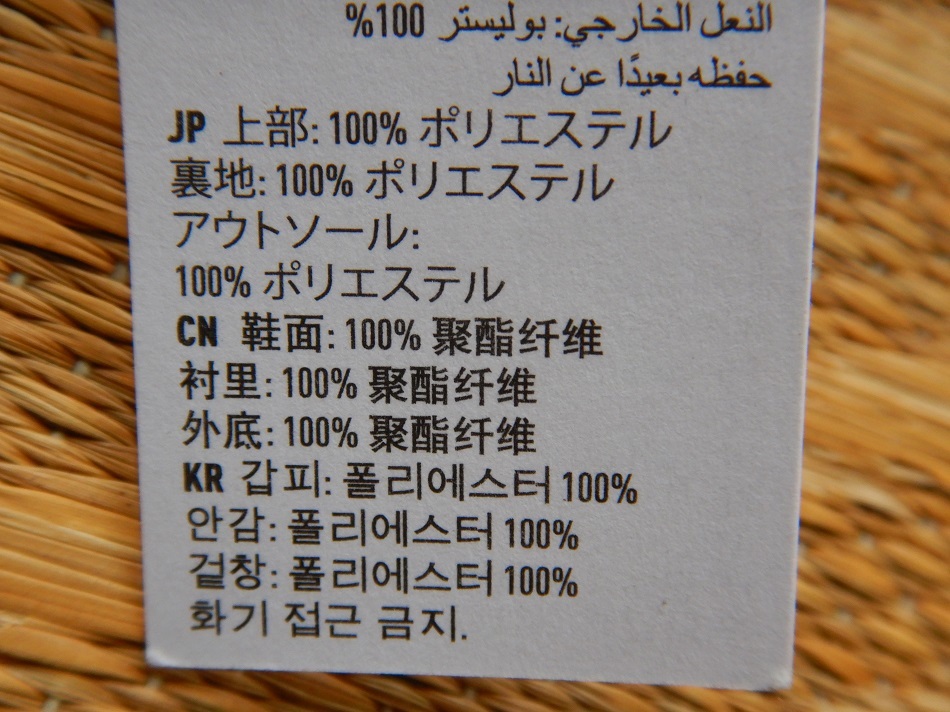 النعل الخارجي: بوليستر 100%
حفظه بعيدًا عن النار
JP 上部: 100% ポリエステル
裏地: 100% ポリエステル
アウトソール:
100% ポリエステル
CN 鞋面: 100% 聚酯纤维
衬里: 100% 聚酯纤维
外底: 100% 聚酯纤维
KR 갑피: 폴리에스터 100%
안감: 폴리에스터 100%
겉창: 폴리에스터 100%
화기 접근 금지.